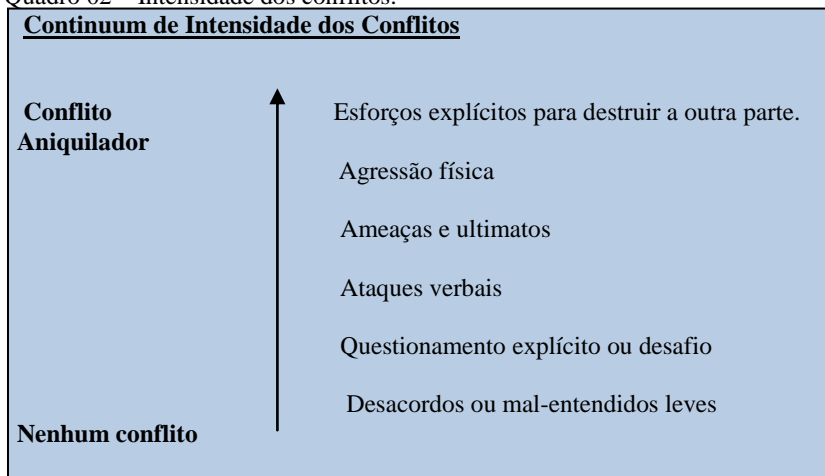 Quadro 02 – Intensidade dos conflitos.
Continuum de Intensidade dos Conflitos
Conflito
Aniquilador
Esforços explícitos para destruir a outra parte.
Agressão física
Ameaças e ultimatos
Ataques verbais
Questionamento explícito ou desafio
Desacordos ou mal-entendidos leves
Nenhum conflito